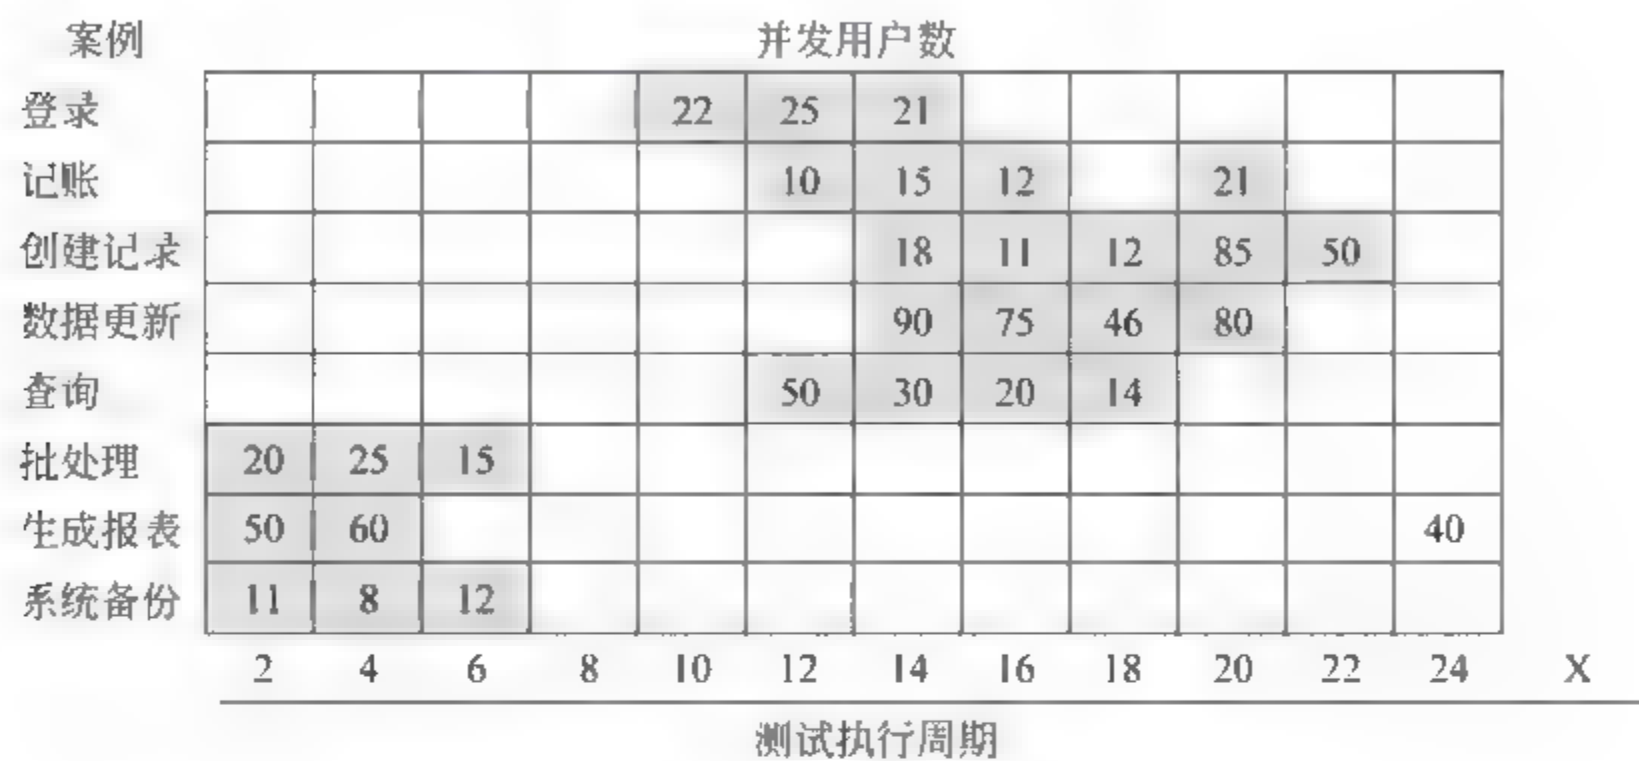 案例 并发用户数
登录 22 25 21
记账 10 15 12 21
创建记录 18 11 12 85 50
数据更新 90 75 46 80
查询 50 30 20 14
批处理 20 25 15
生成报表 50 60 40
系统备份 11 8 12
2 4 6 8 10 12 14 16 18 20 22 24 X
测试执行周期